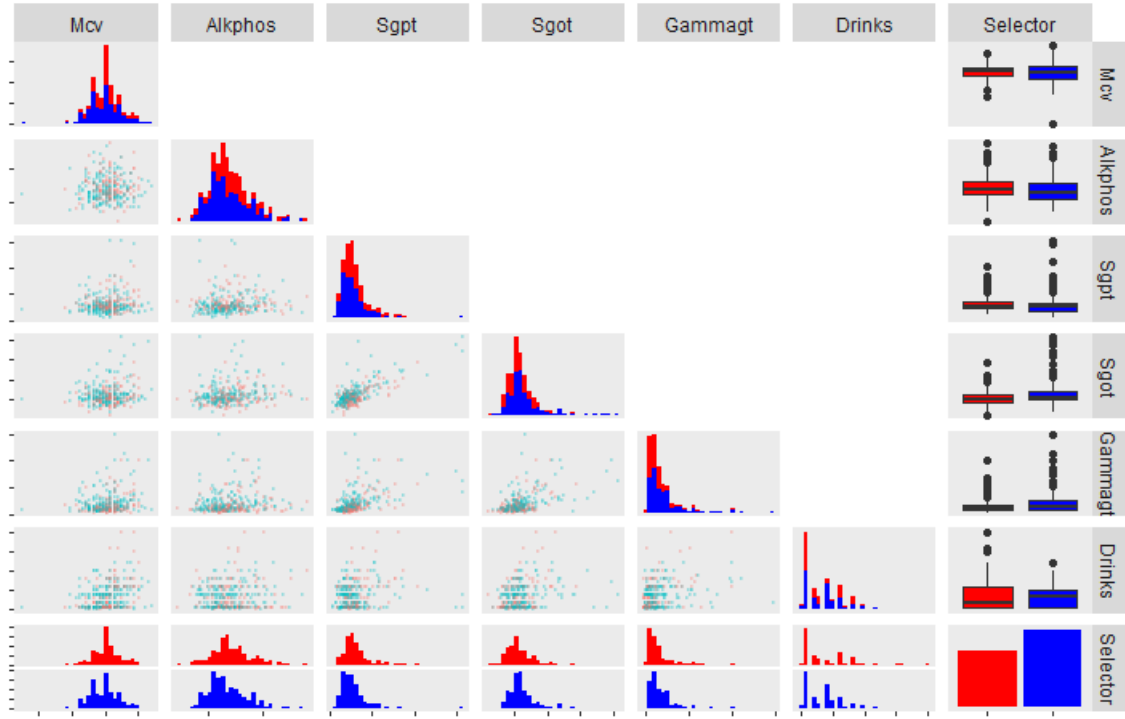 Mcv Alkphos Sgpt Sgot Gammagt Drinks Selector
Mcv
Alkphos
Sgpt
Sgot
Gammagt
Drinks
Selector